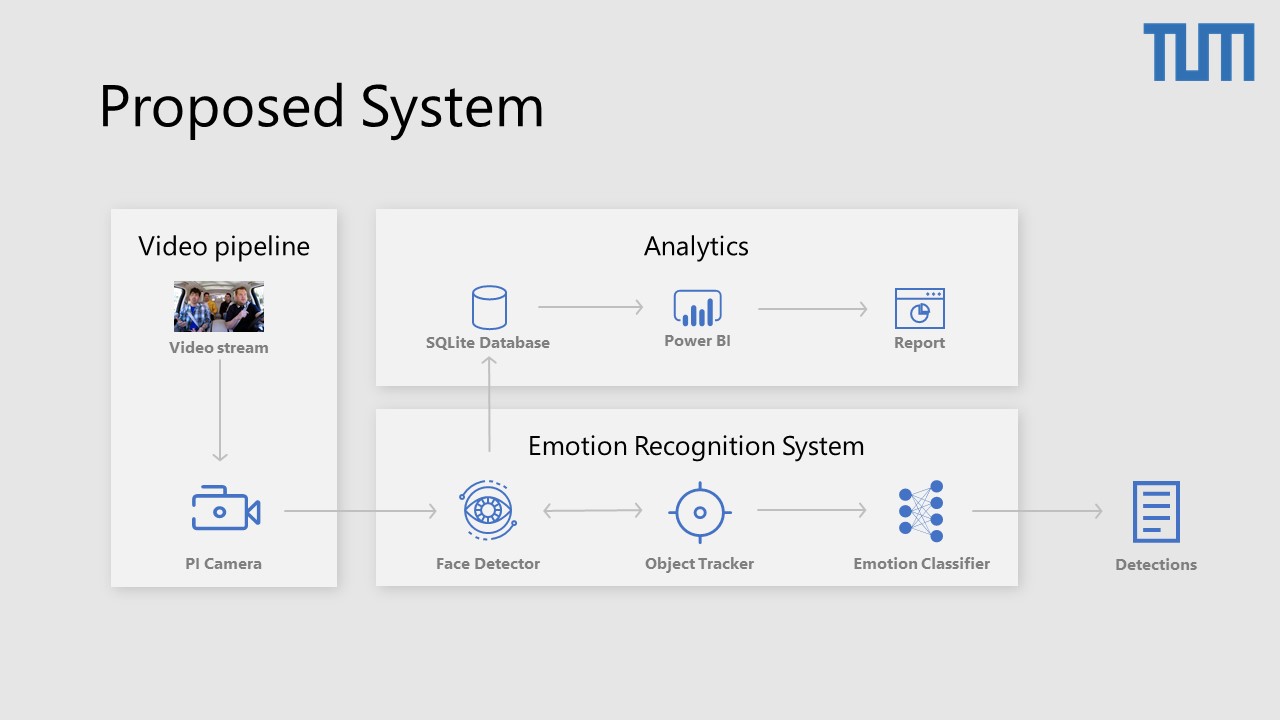 TUM
Proposed System
Video pipeline
Video stream
PI Camera
Analytics
SQLite Database
Power BI
Report
Emotion Recognition System
Face Detector
Object Tracker
Emotion Classifier
Detections